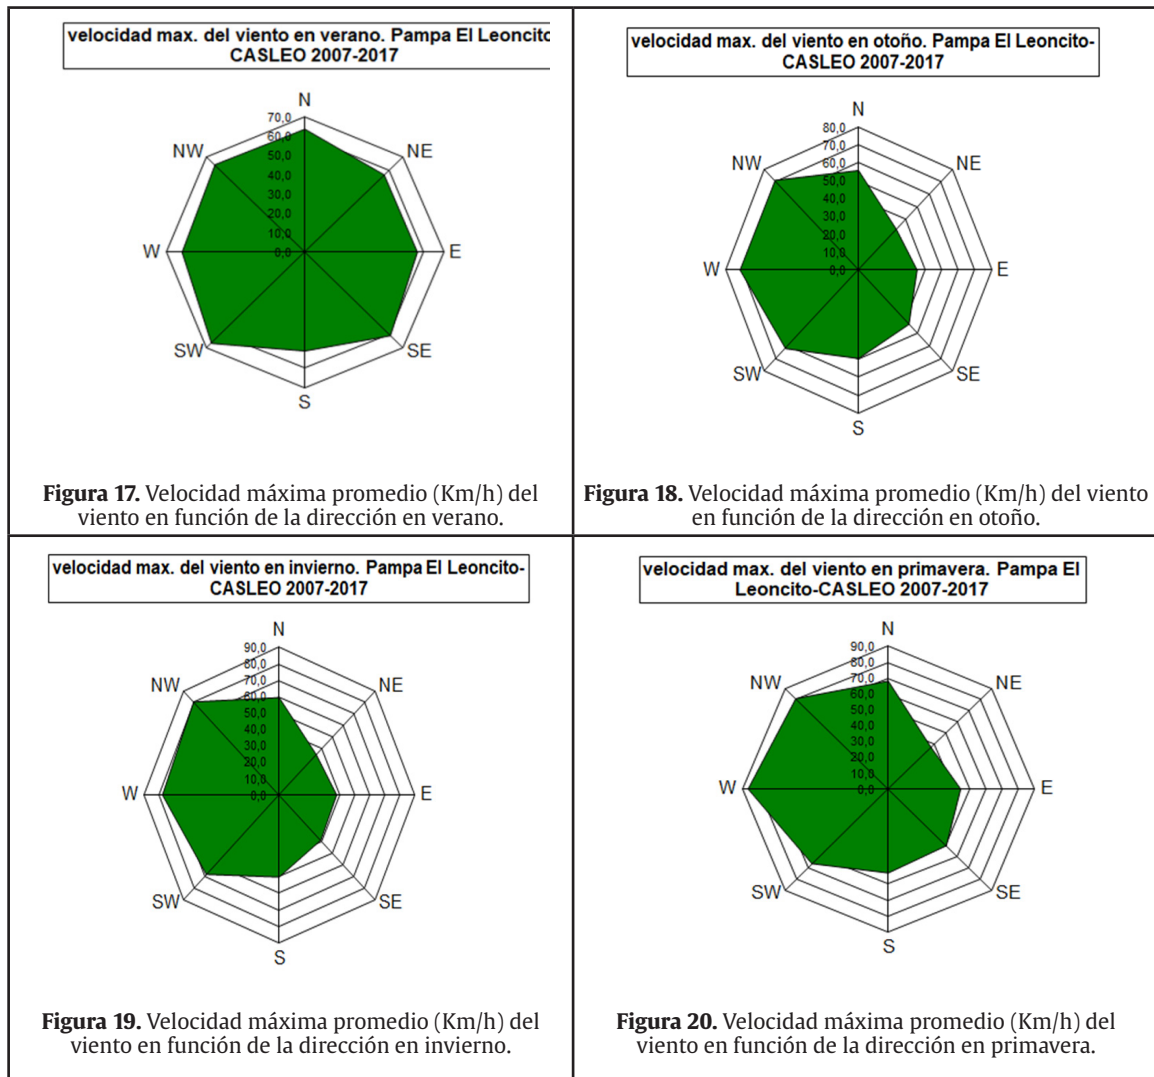 velocidad max. del viento en verano. Pampa El Leoncito
CASLEO 2007-2017
N
70,0
60,0
50,0
40,0
30,0
20,0
10,0
0,0
NW
NE
W
E
SW
SE
S
Figura 17. Velocidad máxima promedio (Km/h) del
viento en función de la dirección en verano.
velocidad max. del viento en otoño. Pampa El Leoncito-
CASLEO 2007-2017
N
80,0
70,0
60,0
50,0
40,0
30,0
20,0
10,0
0,0
NW
NE
W
E
SW
SE
S
Figura 18. Velocidad máxima promedio (Km/h) del viento
en función de la dirección en otoño.
velocidad max. del viento en invierno. Pampa El Leoncito-
CASLEO 2007-2017
N
90,0
80,0
70,0
60,0
50,0
40,0
30,0
20,0
10,0
0,0
NW
NE
W
E
SW
SE
S
Figura 19. Velocidad máxima promedio (Km/h) del
viento en función de la dirección en invierno.
velocidad max. del viento en primavera. Pampa El
Leoncito-CASLEO 2007-2017
N
90,0
80,0
70,0
60,0
50,0
40,0
30,0
20,0
10,0
0,0
NW
NE
W
E
SW
SE
S
Figura 20. Velocidad máxima promedio (Km/h) del
viento en función de la dirección en primavera.